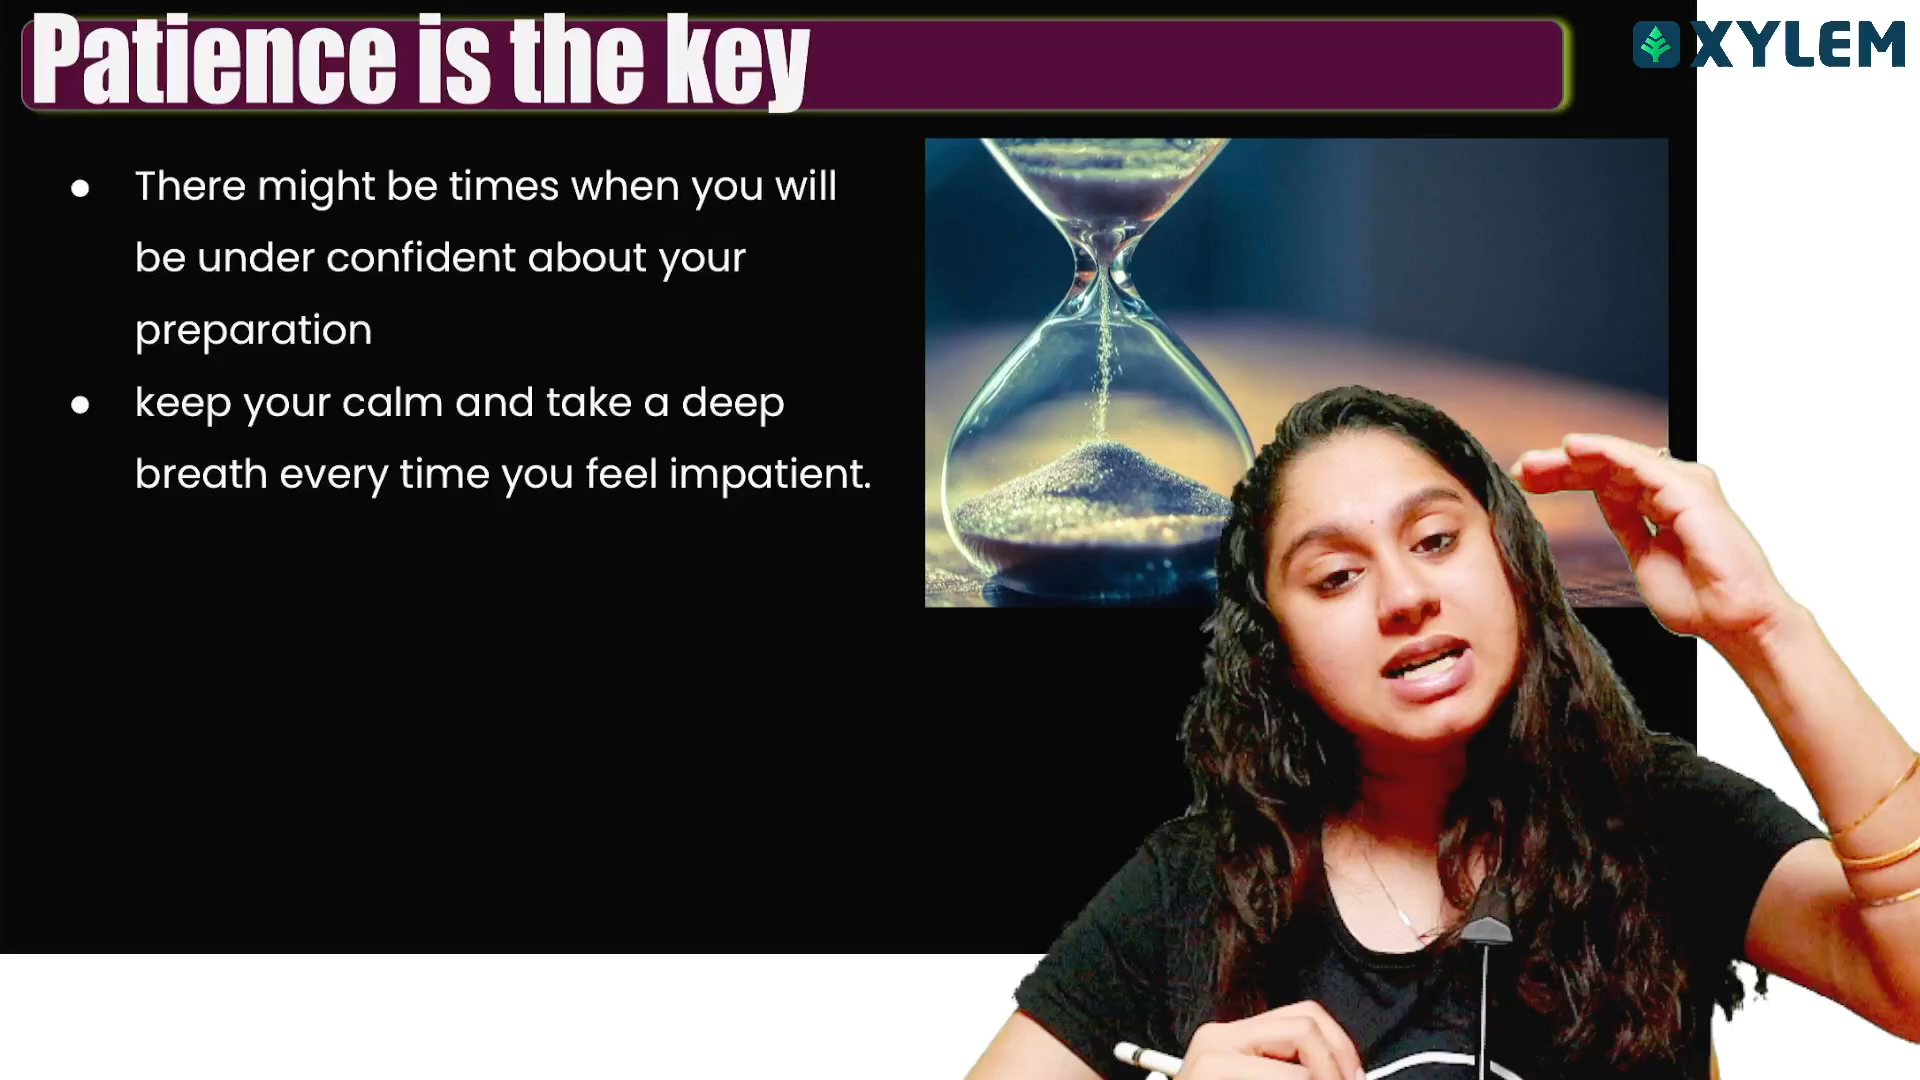 Patience is the key
XYLEM
● There might be times when you will
be under confident about your
preparation
● keep your calm and take a deep
breath every time you feel impatient.